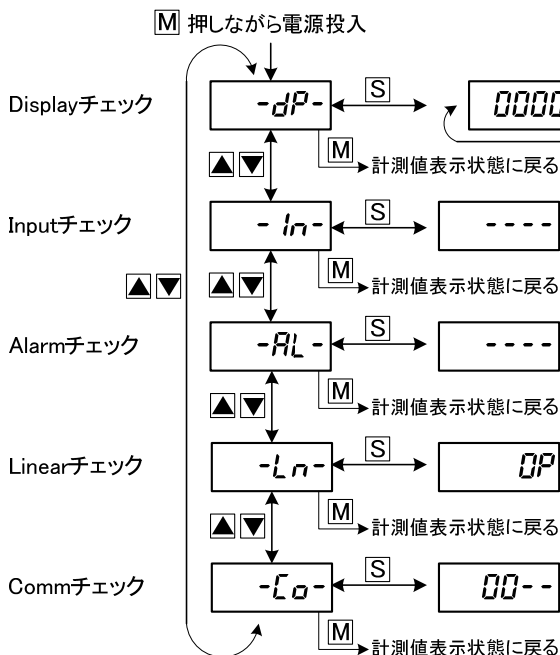 M 押しながら電源投入
Displayチェック -dP- S 0000
▲ ▼ M 計測値表示状態に戻る
Inputチェック -In- S ----
▲ ▼ ▲ ▼ M 計測値表示状態に戻る
Alarmチェック -AL- S ----
▲ ▼ M 計測値表示状態に戻る
Linearチェック -Ln- S OP
▲ ▼ M 計測値表示状態に戻る
Commチェック -Co- S 00--
M 計測値表示状態に戻る